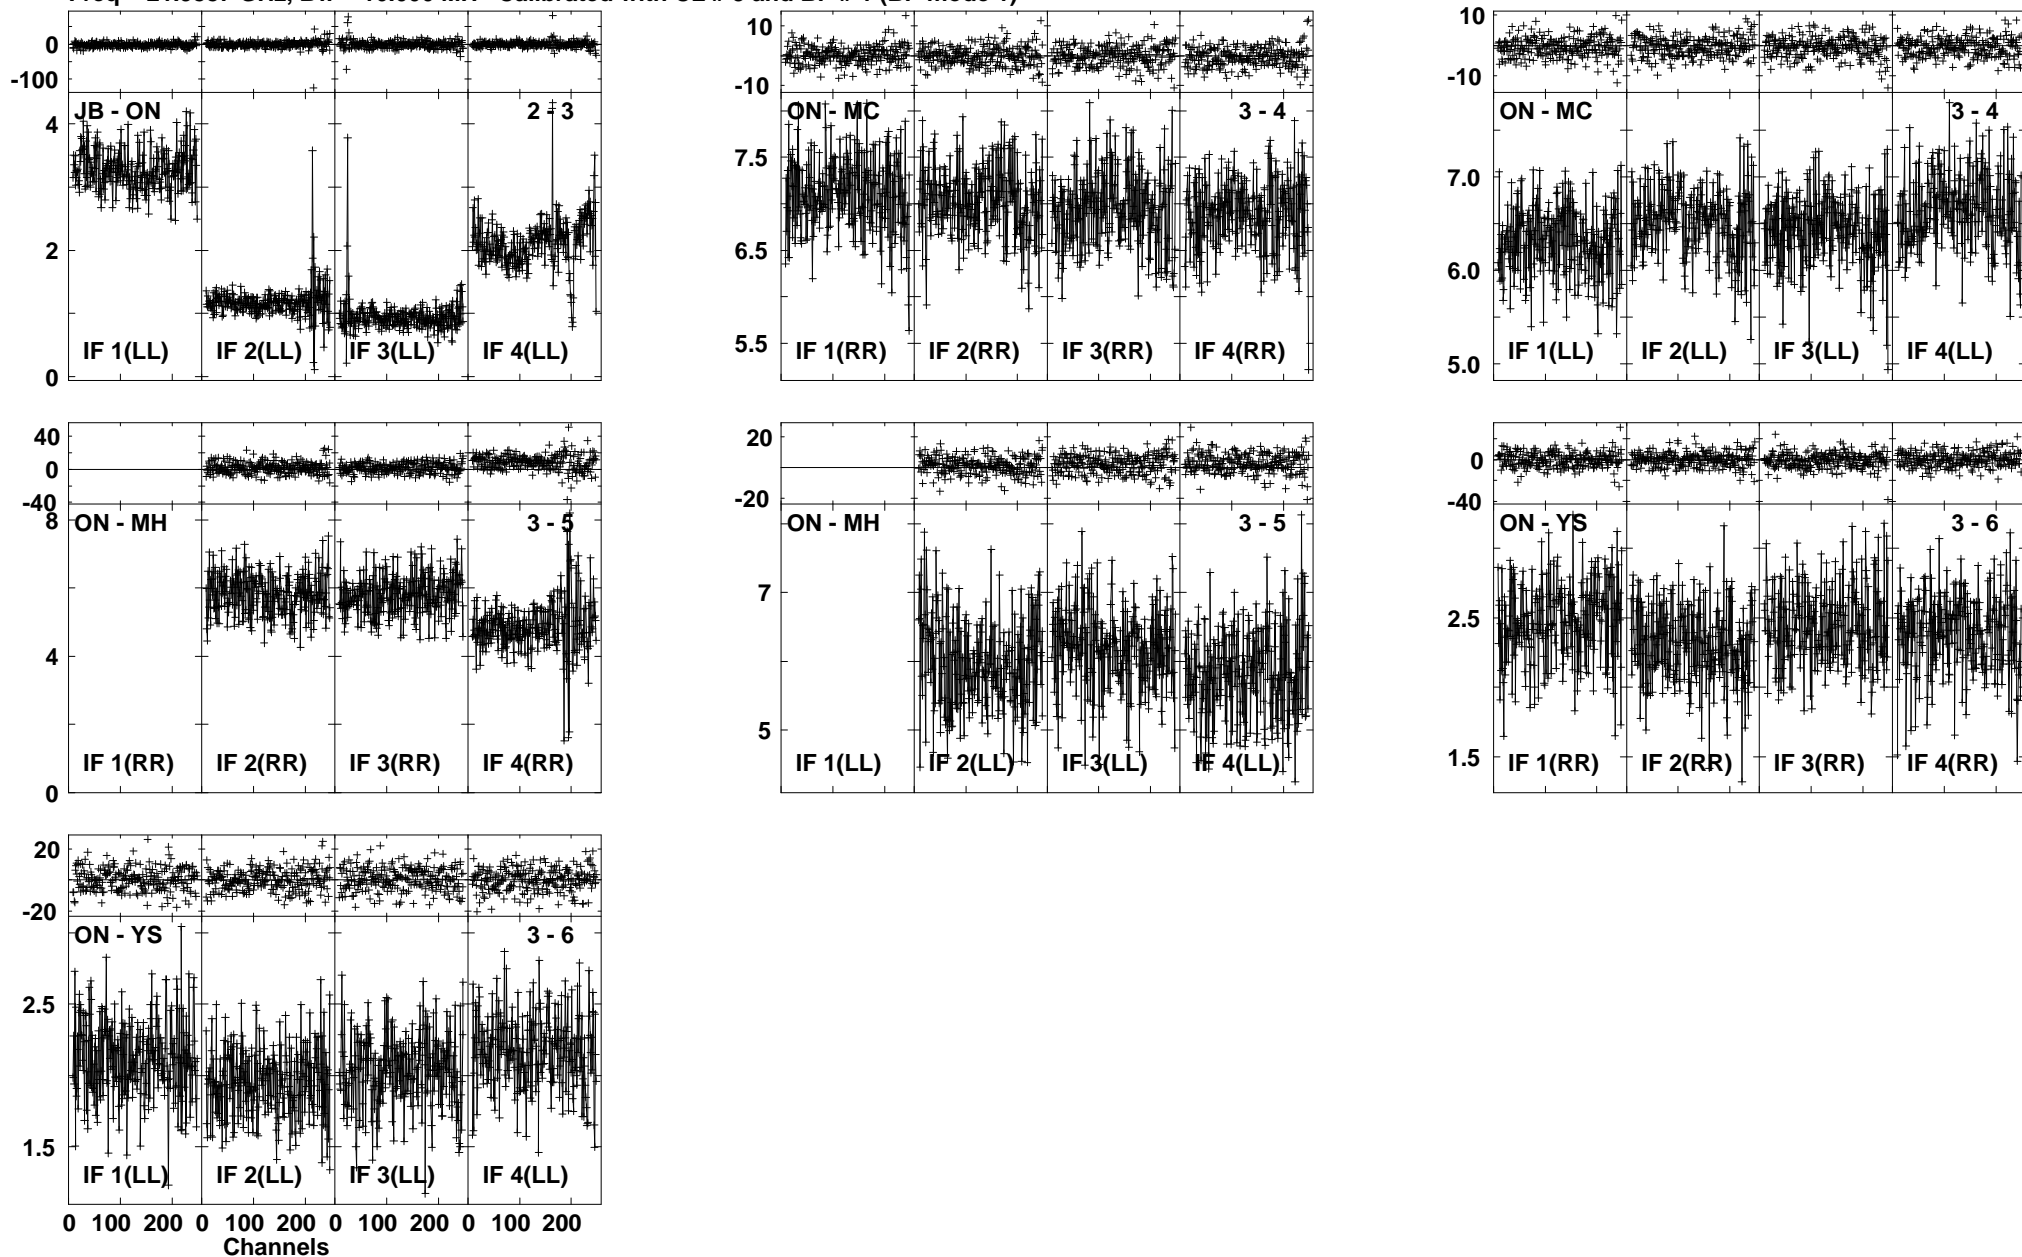 0
-100
JB - ON 2 - 3
4
2
0
IF 1(LL) IF 2(LL) IF 3(LL) IF 4(LL)
10
-10
ON - MC 3 - 4
7.5
6.5
5.5
IF 1(RR) IF 2(RR) IF 3(RR) IF 4(RR)
10
-10
ON - MC 3 - 4
7.0
6.0
5.0
IF 1(LL) IF 2(LL) IF 3(LL) IF 4(LL)
40
0
-40
ON - MH 3 - 5
8
4
0
IF 1(RR) IF 2(RR) IF 3(RR) IF 4(RR)
20
-20
ON - MH 3 - 5
7
5
IF 1(LL) IF 2(LL) IF 3(LL) IF 4(LL)
0
-40
ON - YS 3 - 6
2.5
1.5
IF 1(RR) IF 2(RR) IF 3(RR) IF 4(RR)
20
-20
ON - YS 3 - 6
2.5
1.5
IF 1(LL) IF 2(LL) IF 3(LL) IF 4(LL)
0 100 200 0 100 200 0 100 200 0 100 200
Channels